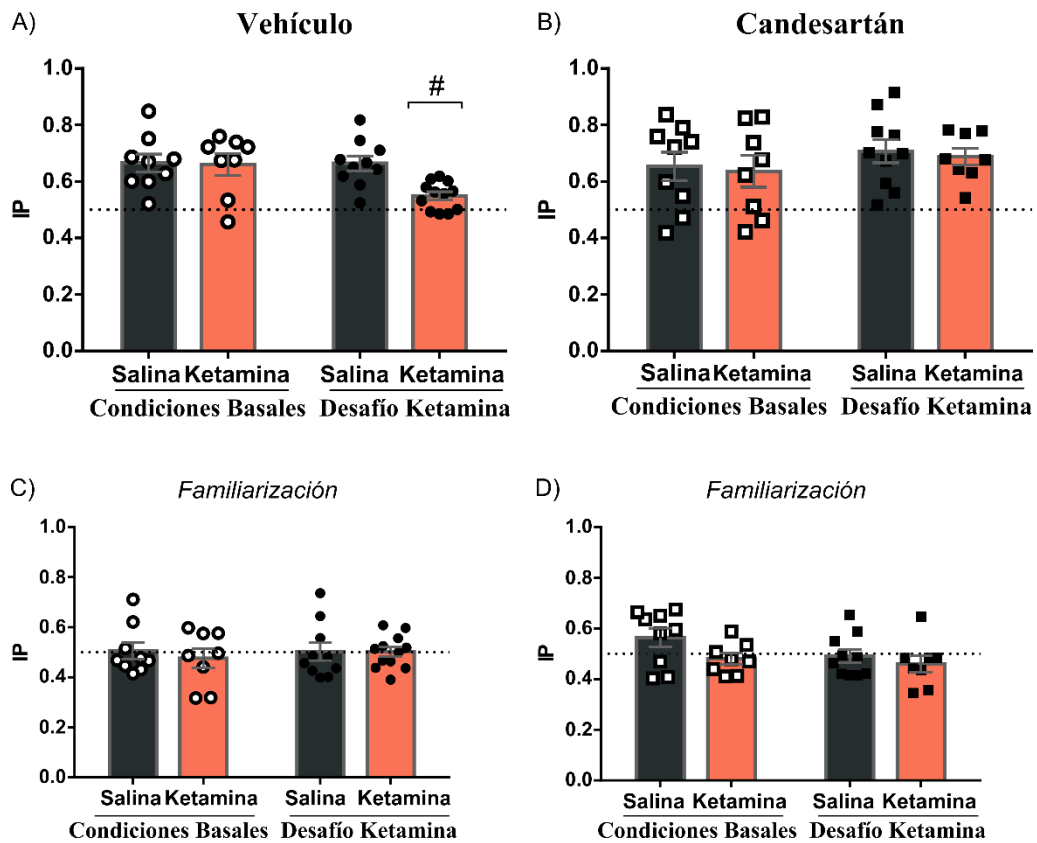 A) Vehículo
B) Candesartán
1.0
0.8
0.6
0.4
0.2
0.0
IP
#
Salina Ketamina Salina Ketamina
Condiciones Basales Desafío Ketamina
1.0
0.8
0.6
0.4
0.2
0.0
IP
Salina Ketamina Salina Ketamina
Condiciones Basales Desafío Ketamina
C) Familiarización
1.0
0.8
0.6
0.4
0.2
0.0
IP
Salina Ketamina Salina Ketamina
Condiciones Basales Desafío Ketamina
D) Familiarización
1.0
0.8
0.6
0.4
0.2
0.0
IP
Salina Ketamina Salina Ketamina
Condiciones Basales Desafío Ketamina